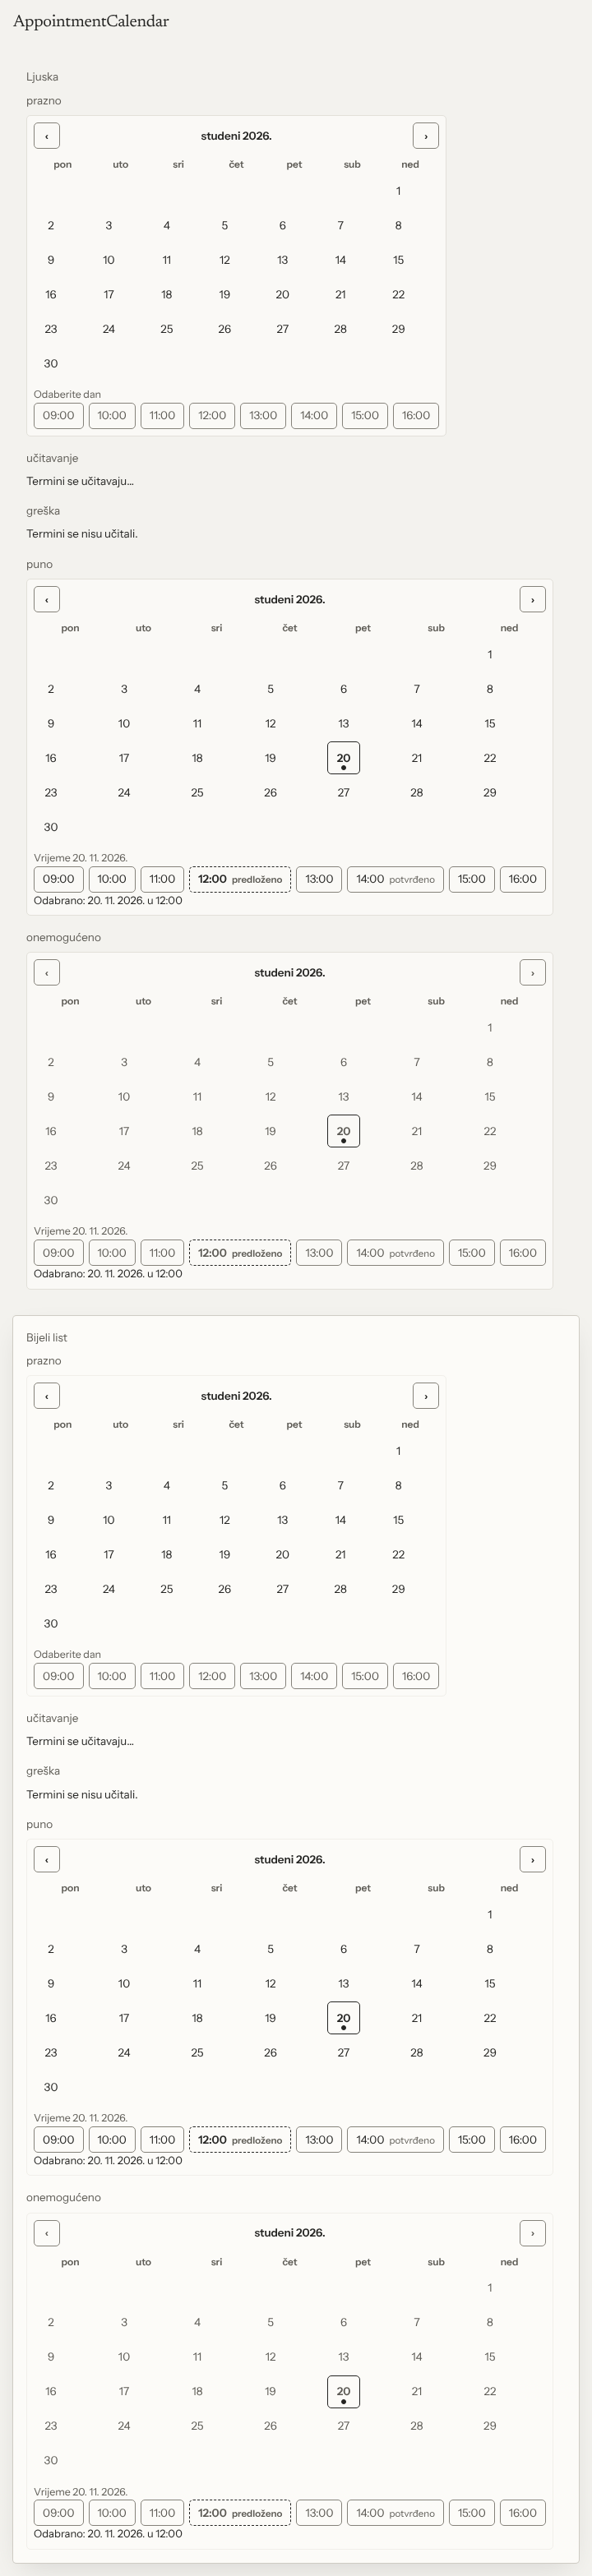 AppointmentCalendar
Ljuska
prazno
‹ studeni 2026. ›
pon uto sri čet pet sub ned
1
2 3 4 5 6 7 8
9 10 11 12 13 14 15
16 17 18 19 20 21 22
23 24 25 26 27 28 29
30
Odaberite dan
09:00 10:00 11:00 12:00 13:00 14:00 15:00 16:00
učitavanje
Termini se učitavaju…
greška
Termini se nisu učitali.
puno
‹ studeni 2026. ›
pon uto sri čet pet sub ned
1
2 3 4 5 6 7 8
9 10 11 12 13 14 15
16 17 18 19 20 21 22
23 24 25 26 27 28 29
30
Vrijeme 20. 11. 2026.
09:00 10:00 11:00 12:00 predloženo 13:00 14:00 potvrđeno 15:00 16:00
Odabrano: 20. 11. 2026. u 12:00
onemogućeno
‹ studeni 2026. ›
pon uto sri čet pet sub ned
1
2 3 4 5 6 7 8
9 10 11 12 13 14 15
16 17 18 19 20 21 22
23 24 25 26 27 28 29
30
Vrijeme 20. 11. 2026.
09:00 10:00 11:00 12:00 predloženo 13:00 14:00 potvrđeno 15:00 16:00
Odabrano: 20. 11. 2026. u 12:00
Bijeli list
prazno
‹ studeni 2026. ›
pon uto sri čet pet sub ned
1
2 3 4 5 6 7 8
9 10 11 12 13 14 15
16 17 18 19 20 21 22
23 24 25 26 27 28 29
30
Odaberite dan
09:00 10:00 11:00 12:00 13:00 14:00 15:00 16:00
učitavanje
Termini se učitavaju…
greška
Termini se nisu učitali.
puno
‹ studeni 2026. ›
pon uto sri čet pet sub ned
1
2 3 4 5 6 7 8
9 10 11 12 13 14 15
16 17 18 19 20 21 22
23 24 25 26 27 28 29
30
Vrijeme 20. 11. 2026.
09:00 10:00 11:00 12:00 predloženo 13:00 14:00 potvrđeno 15:00 16:00
Odabrano: 20. 11. 2026. u 12:00
onemogućeno
‹ studeni 2026. ›
pon uto sri čet pet sub ned
1
2 3 4 5 6 7 8
9 10 11 12 13 14 15
16 17 18 19 20 21 22
23 24 25 26 27 28 29
30
Vrijeme 20. 11. 2026.
09:00 10:00 11:00 12:00 predloženo 13:00 14:00 potvrđeno 15:00 16:00
Odabrano: 20. 11. 2026. u 12:00